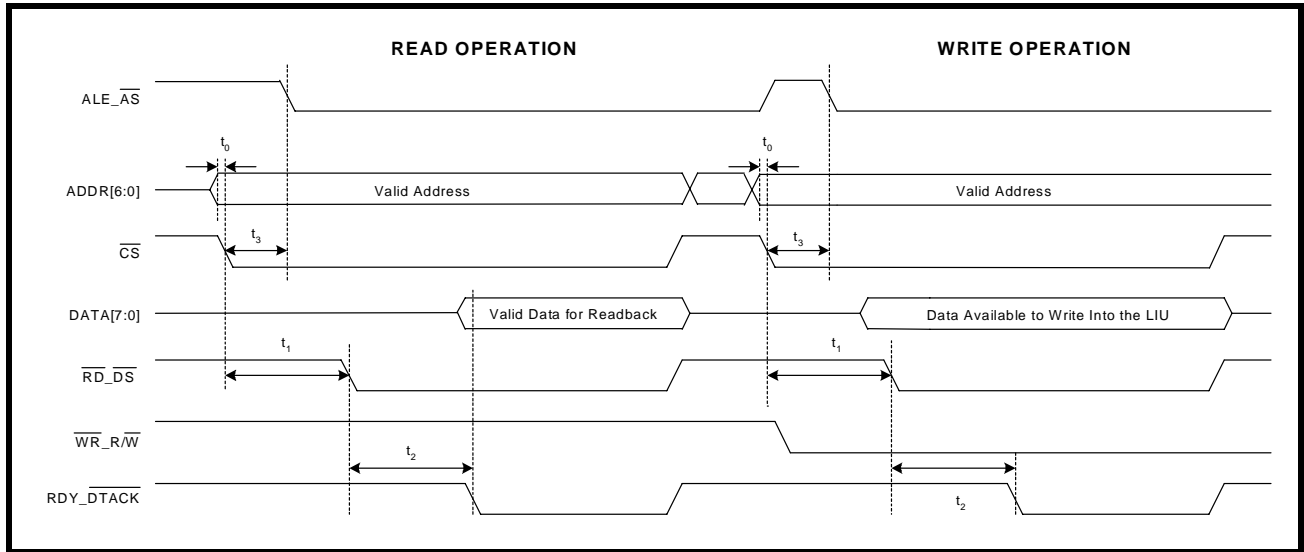 READ OPERATION WRITE OPERATION
ALE_AS
t0 t0
ADDR[6:0] Valid Address Valid Address
t3 t3
CS
DATA[7:0] Valid Data for Readback Data Available to Write Into the LIU
t1 t1
RD_DS
WR_R/W
t2
RDY_DTACK t2